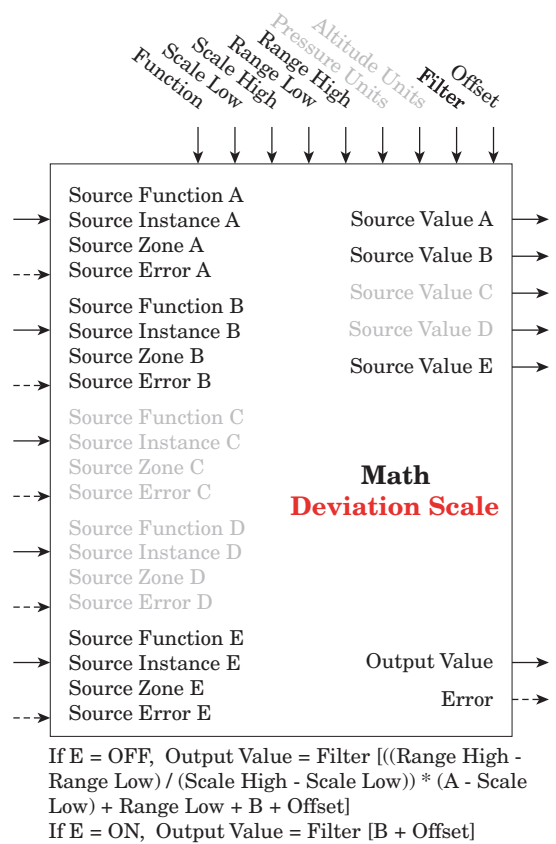 Function
Scale Low
Scale High
Range Low
Range High
Pressure Units
Altitude Units
Filter
Offset
Source Function A
Source Instance A
Source Zone A
Source Error A
Source Function B
Source Instance B
Source Zone B
Source Error B
Source Function C
Source Instance C
Source Zone C
Source Error C
Source Function D
Source Instance D
Source Zone D
Source Error D
Source Function E
Source Instance E
Source Zone E
Source Error E
Source Value A
Source Value B
Source Value C
Source Value D
Source Value E
Math
Deviation Scale
Output Value
Error
If E = OFF, Output Value = Filter [((Range High -
Range Low) / (Scale High - Scale Low)) * (A - Scale
Low) + Range Low + B + Offset]
If E = ON, Output Value = Filter [B + Offset]